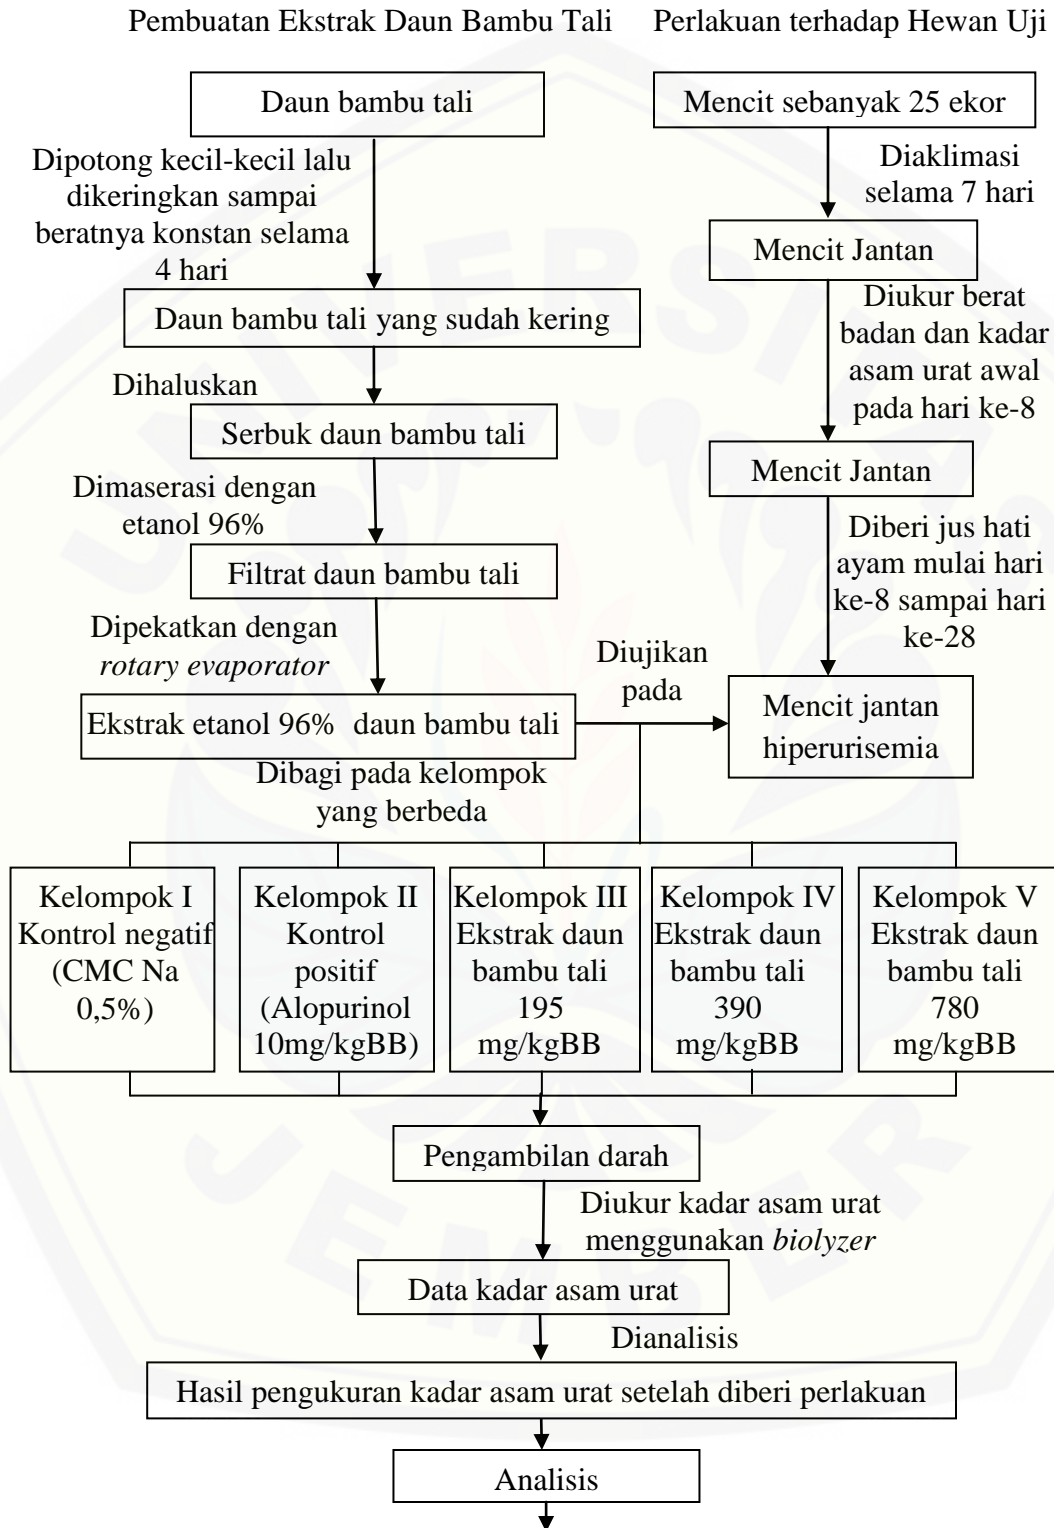 Pembuatan Ekstrak Daun Bambu Tali
Perlakuan terhadap Hewan Uji
Daun bambu tali
Dipotong kecil-kecil lalu
dikeringkan sampai
beratnya konstan selama
4 hari
Daun bambu tali yang sudah kering
Dihaluskan
Serbuk daun bambu tali
Dimaserasi dengan
etanol 96%
Filtrat daun bambu tali
Dipekatkan dengan
rotary evaporator
Ekstrak etanol 96% daun bambu tali
Mencit sebanyak 25 ekor
Diaklimasi
selama 7 hari
Mencit Jantan
Diukur berat
badan dan kadar
asam urat awal
pada hari ke-8
Mencit Jantan
Diberi jus hati
ayam mulai hari
ke-8 sampai hari
ke-28
Diujikan
pada
Mencit jantan
hiperurisemia
Dibagi pada kelompok
yang berbeda
Kelompok I
Kontrol negatif
(CMC Na
0,5%)
Kelompok II
Kontrol
positif
(Alopurinol
10mg/kgBB)
Kelompok III
Ekstrak daun
bambu tali
195
mg/kgBB
Kelompok IV
Ekstrak daun
bambu tali
390
mg/kgBB
Kelompok V
Ekstrak daun
bambu tali
780
mg/kgBB
Pengambilan darah
Diukur kadar asam urat
menggunakan biolyzer
Data kadar asam urat
Dianalisis
Hasil pengukuran kadar asam urat setelah diberi perlakuan
Analisis
UNIVERSITAS
JEMBER